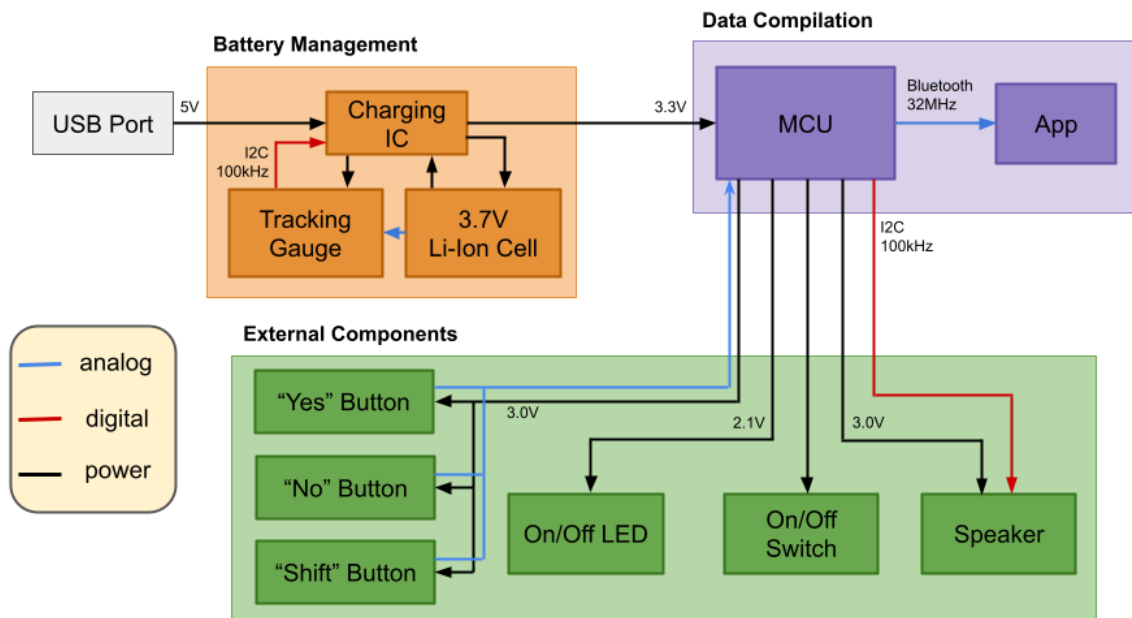 Data Compilation
Battery Management
USB Port
5V
Charging
IC
3.3V
MCU
Bluetooth
32MHz
App
I2C
100kHz
Tracking
Gauge
3.7V
Li-Ion Cell
I2C
100kHz
analog
digital
power
External Components
“Yes” Button
3.0V
2.1V
3.0V
“No” Button
“Shift” Button
On/Off LED
On/Off
Switch
Speaker